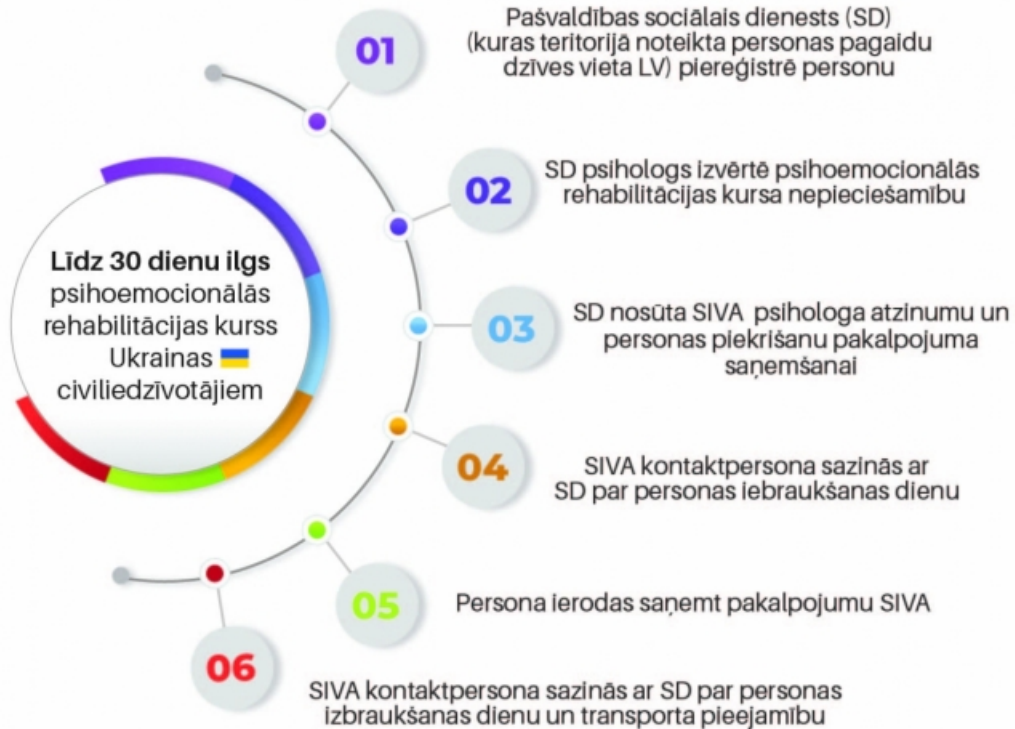 Līdz 30 dienu ilgs
psihoemocionālās
rehabilitācijas kurss
Ukrainas
civiliedzīvotājiem
01
Pašvaldības sociālais dienests (SD)
(kuras teritorijā noteikta personas pagaidu
dzīves vieta LV) piereģistrē personu
02
SD psihologs izvērtē psihoemocionālās
rehabilitācijas kursa nepieciešamību
03
SD nosūta SIVA psihologa atzinumu un
personas piekrišanu pakalpojuma
saņemšanai
04
SIVA kontaktpersona sazinās ar
SD par personas iebraukšanas dienu
05
Persona ierodas saņemt pakalpojumu SIVA
06
SIVA kontaktpersona sazinās ar SD par personas
izbraukšanas dienu un transporta pieejamību